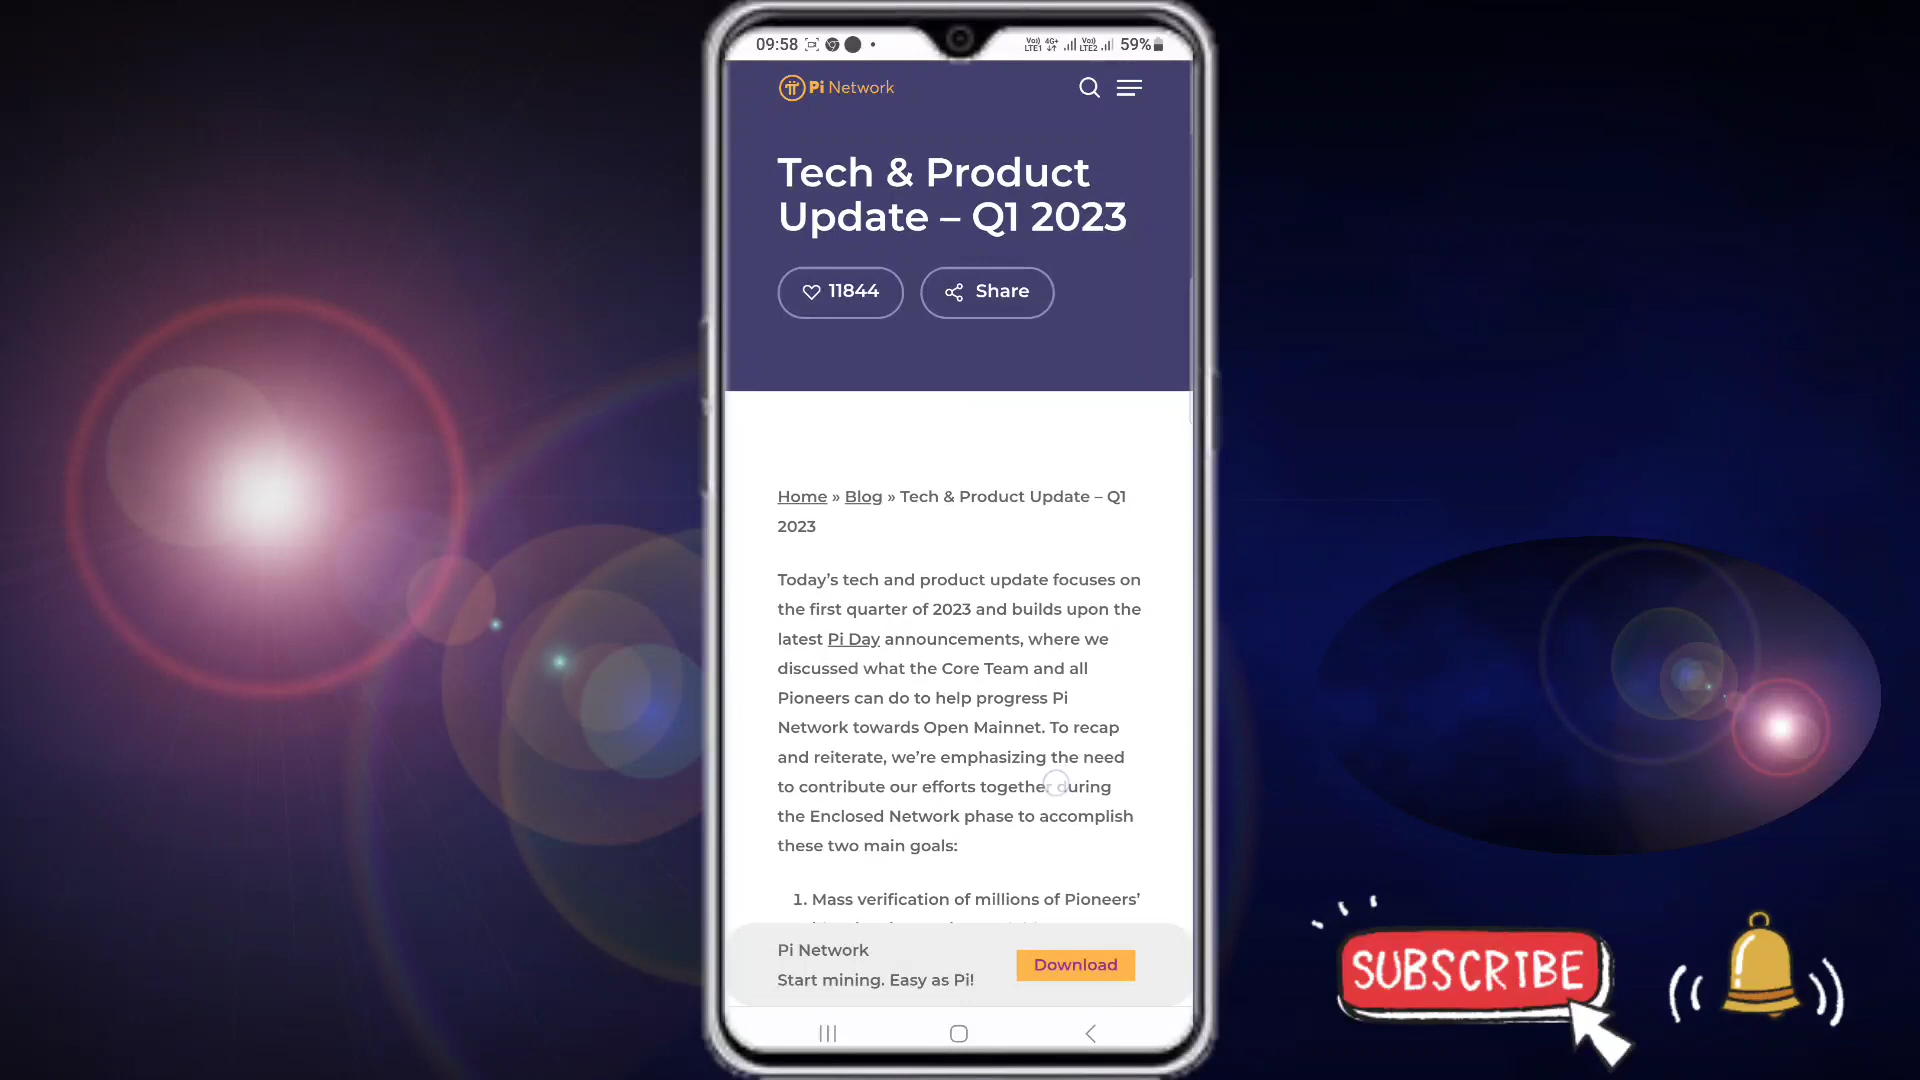 09:58
Vo)) LTE1 4G+ Vo)) LTE2 59%
Pi Network
Tech & Product
Update – Q1 2023
11844 Share
Home » Blog » Tech & Product Update – Q1
2023
Today’s tech and product update focuses on
the first quarter of 2023 and builds upon the
latest Pi Day announcements, where we
discussed what the Core Team and all
Pioneers can do to help progress Pi
Network towards Open Mainnet. To recap
and reiterate, we’re emphasizing the need
to contribute our efforts together during
the Enclosed Network phase to accomplish
these two main goals:
1. Mass verification of millions of Pioneers’
Pi Network
Start mining. Easy as Pi!
Download
SUBSCRIBE